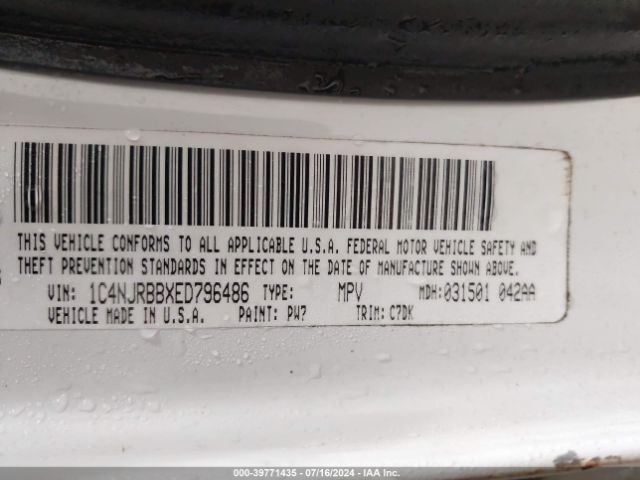 THIS VEHICLE CONFORMS TO ALL APPLICABLE U.S.A. FEDERAL MOTOR VEHICLE SAFETY AND
THEFT PREVENTION STANDARDS IN EFFECT ON THE DATE OF MANUFACTURE SHOWN ABOVE.
VIN: 1C4NJRBBXED796486 TYPE: MPV MDH:031501 042AA
VEHICLE MADE IN U.S.A. PAINT: PW7 TRIM: C7DK
000-39771435 | 07/16/2024 | IAA Inc.